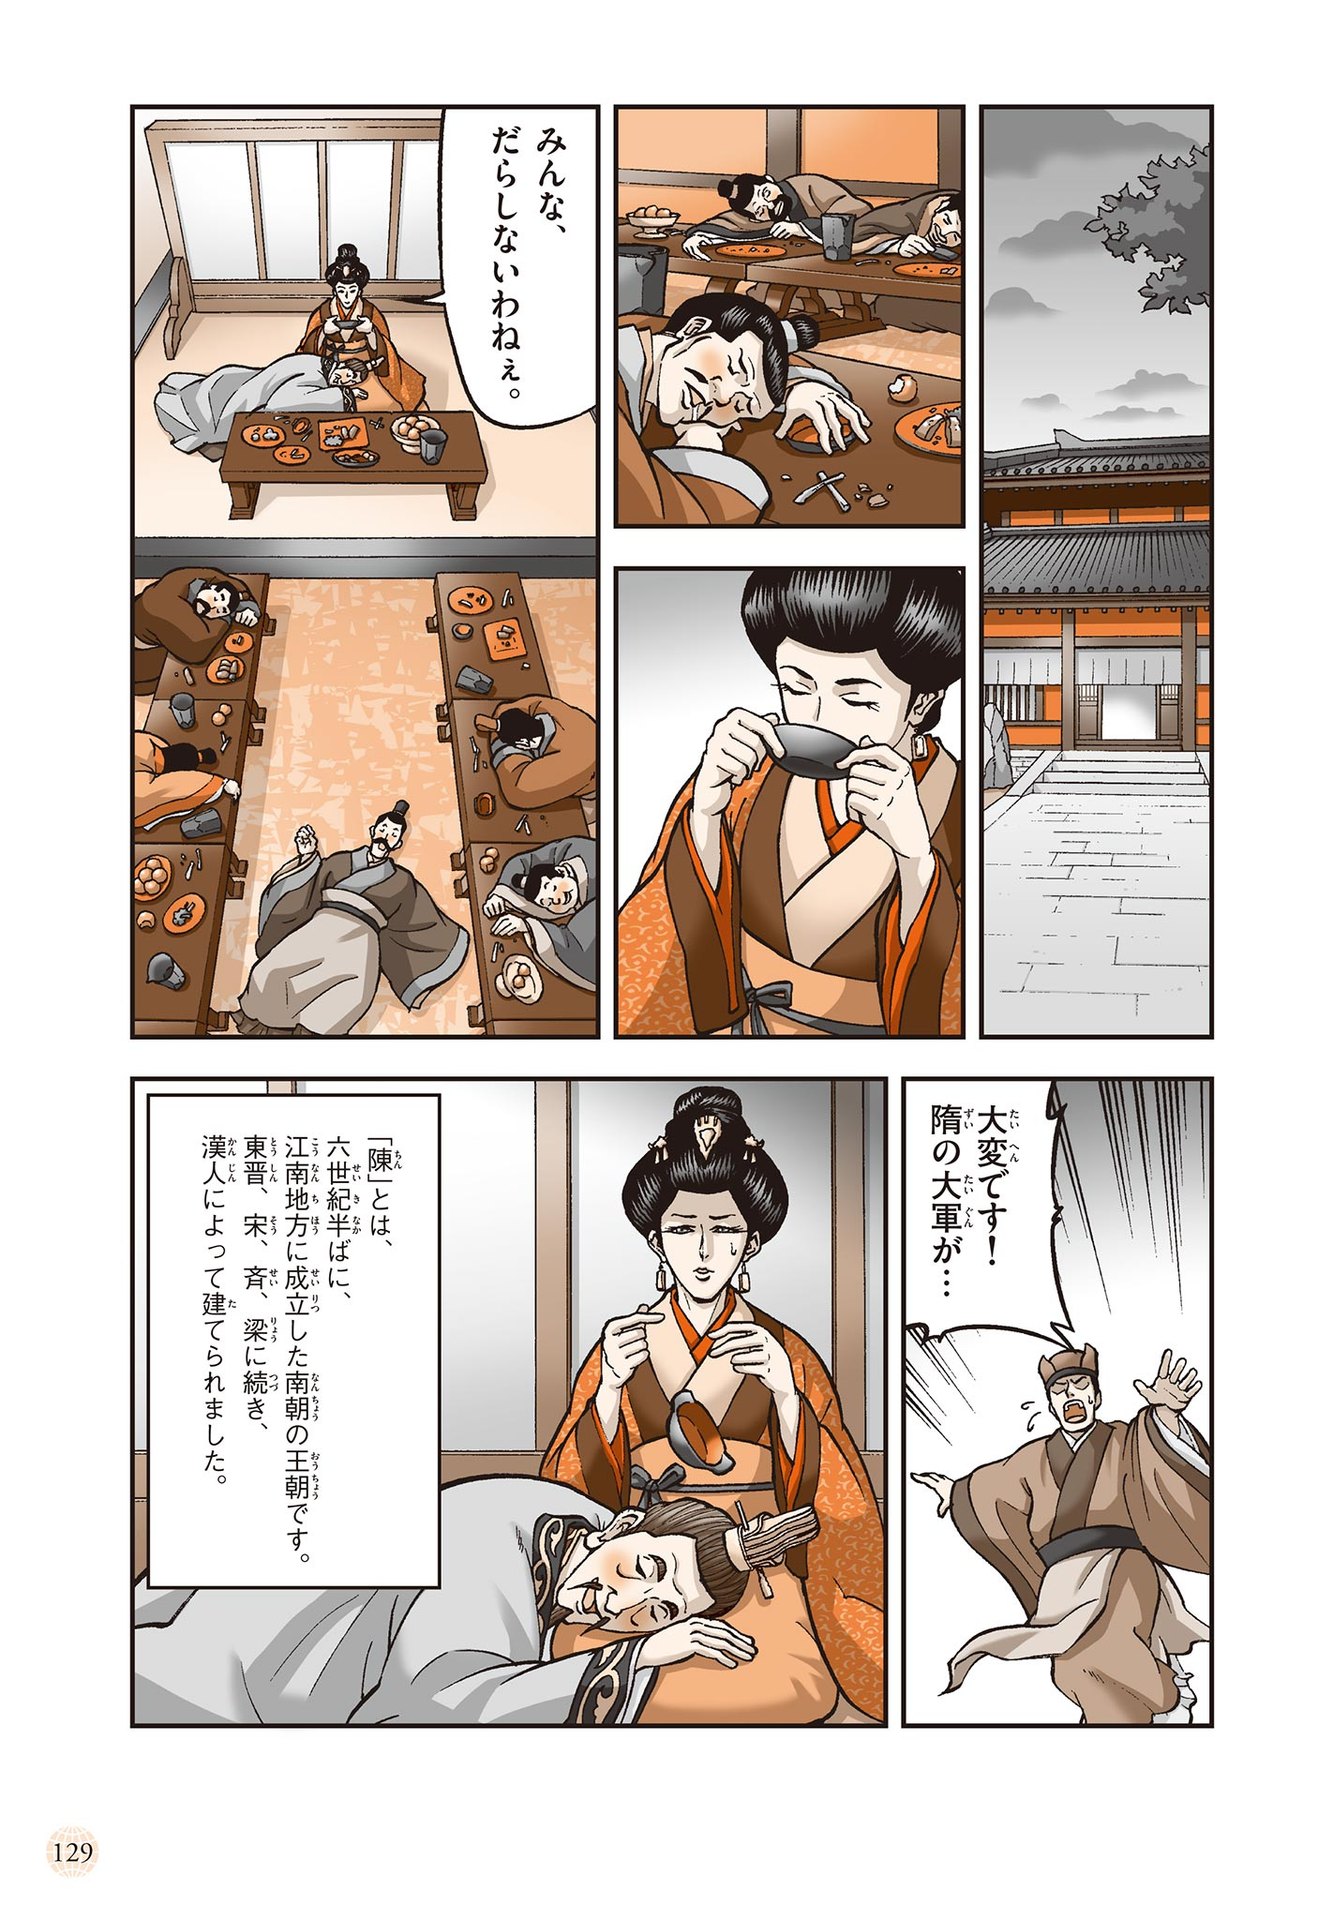 みんな、
だらしないわねぇ。
大変です！
隋の大軍が…
「陳」とは、
六世紀半ばに、
江南地方に成立した南朝の王朝です。
東晋、宋、斉、梁に続き、
漢人によって建てられました。
129